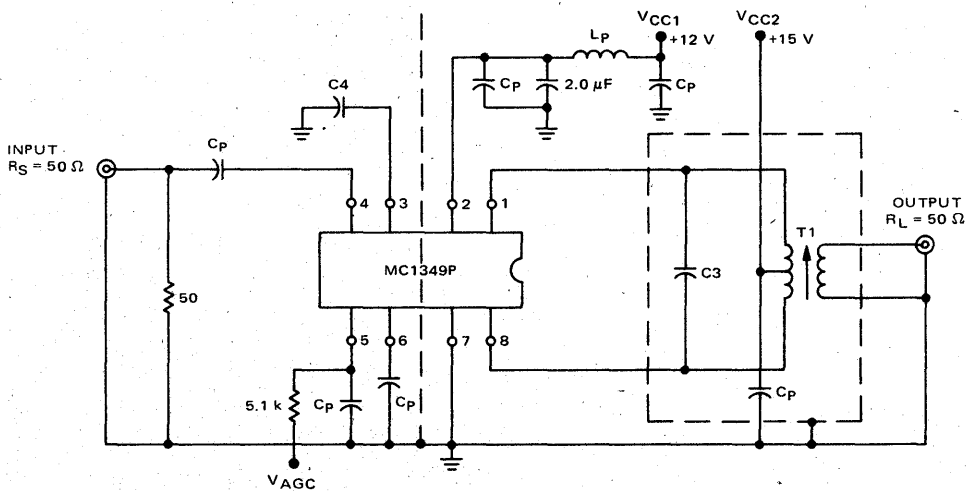 VCC1
+12 V
VCC2
+15 V
LP
CP
2.0 μF
CP
C4
INPUT
RS = 50 Ω
CP
4
3
2
1
OUTPUT
RL = 50 Ω
T1
MC1349P
C3
50
5
6
7
8
5.1 k
CP
CP
CP
VAGC